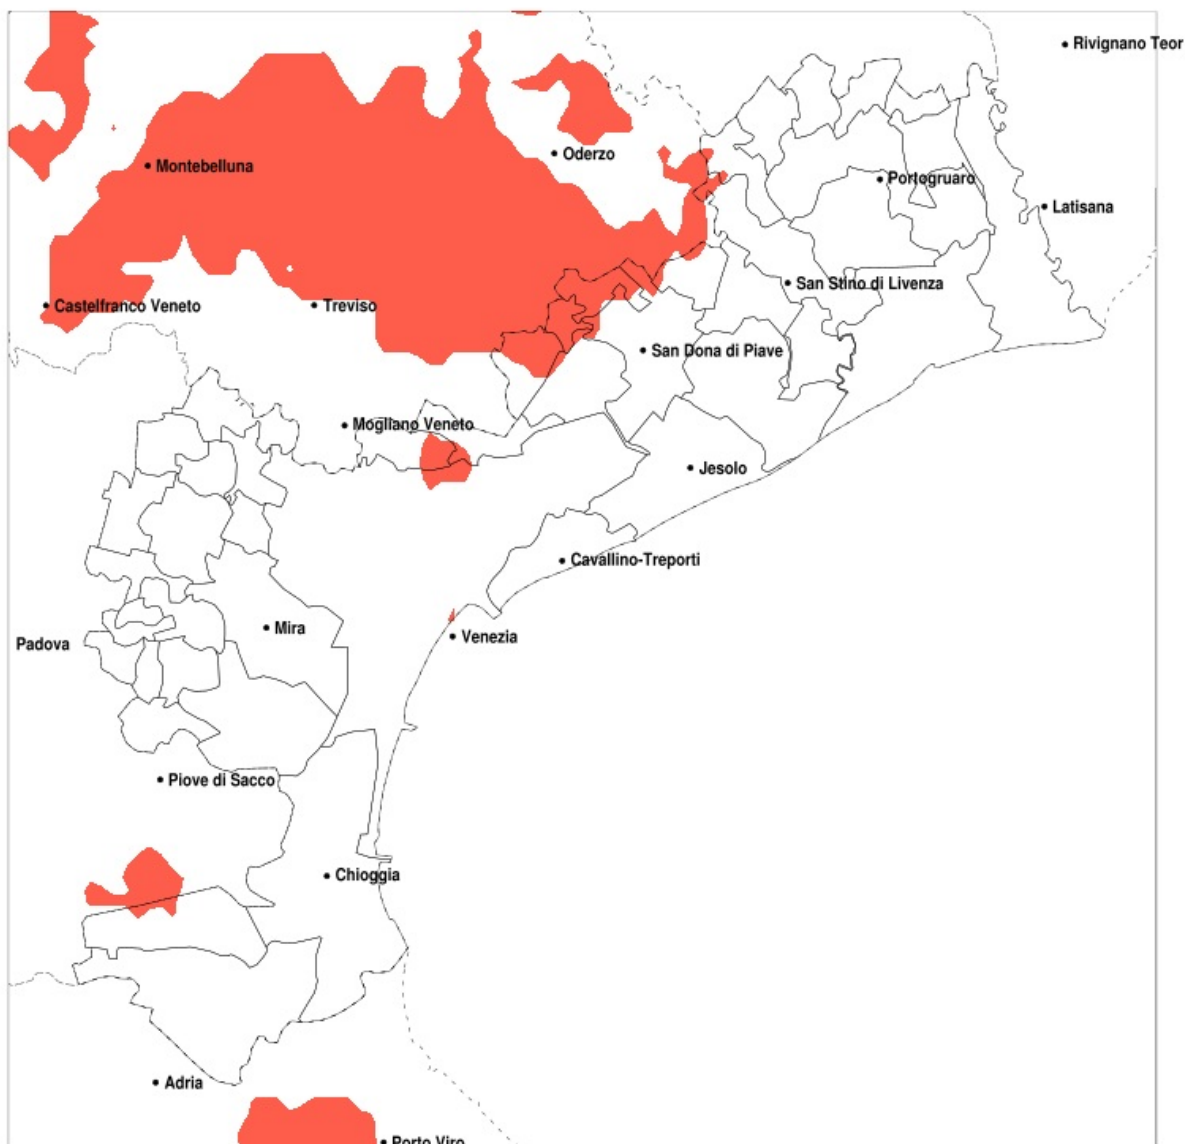 Rivignano Teor
Oderzo
Montebelluna
Portogruaro
Latisana
San Stino di Livenza
Castelfranco Veneto
Treviso
San Dona di Piave
Mogliano Veneto
Jesolo
Cavallino-Treporti
Mira
Venezia
Padova
Piove di Sacco
Chioggia
Adria
Porto Viro